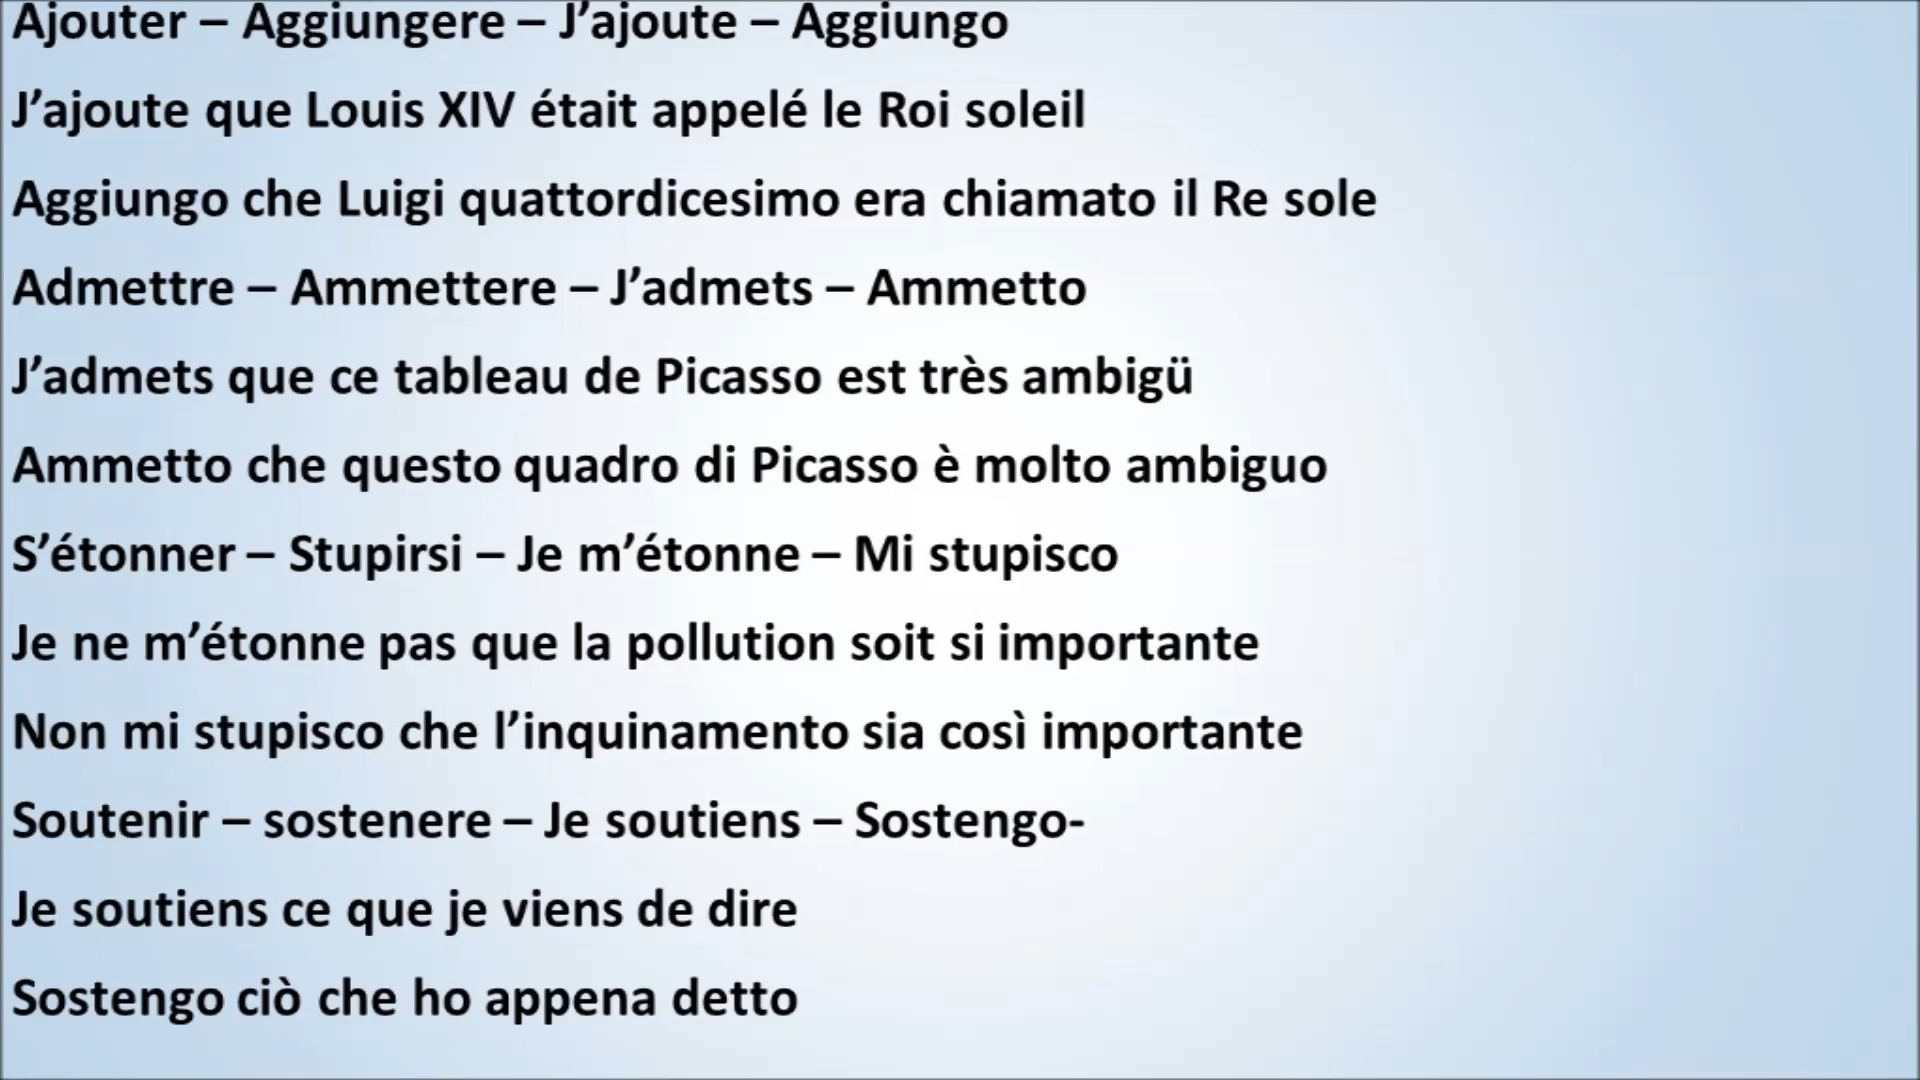 Ajouter – Aggiungere – J’ajoute – Aggiungo
J’ajoute que Louis XIV était appelé le Roi soleil
Aggiungo che Luigi quattordicesimo era chiamato il Re sole
Admettre – Ammettere – J’admets – Ammetto
J’admets que ce tableau de Picasso est très ambigü
Ammetto che questo quadro di Picasso è molto ambiguo
S’étonner – Stupirsi – Je m’étonne – Mi stupisco
Je ne m’étonne pas que la pollution soit si importante
Non mi stupisco che l’inquinamento sia così importante
Soutenir – sostenere – Je soutiens – Sostengo-
Je soutiens ce que je viens de dire
Sostengo ciò che ho appena detto